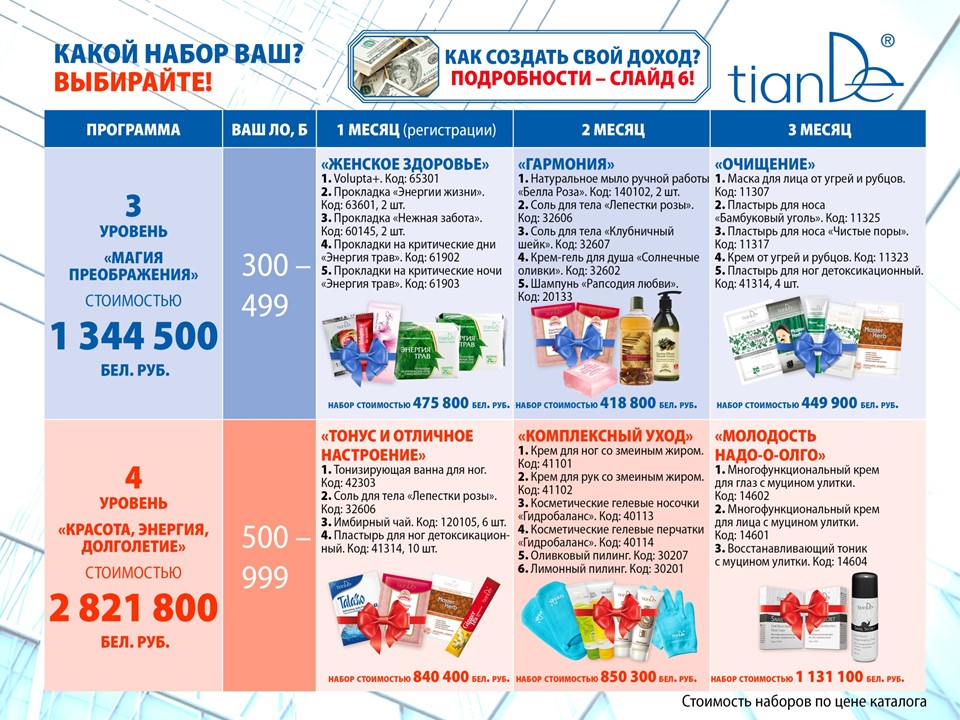 КАКОЙ НАБОР ВАШ?
ВЫБИРАЙТЕ!
КАК СОЗДАТЬ СВОЙ ДОХОД?
ПОДРОБНОСТИ – СЛАЙД 6!
tianDe®
ПРОГРАММА
ВАШ ЛО, Б
1 МЕСЯЦ (регистрации)
2 МЕСЯЦ
3 МЕСЯЦ
3
УРОВЕНЬ
«МАГИЯ
ПРЕОБРАЖЕНИЯ»
СТОИМОСТЬЮ
1 344 500
БЕЛ. РУБ.
300 –
499
«ЖЕНСКОЕ ЗДОРОВЬЕ»
1. Volupta+. Код: 65301
2. Прокладка «Энергии жизни».
Код: 63601, 2 шт.
3. Прокладка «Нежная забота».
Код: 60145, 2 шт.
4. Прокладки на критические дни
«Энергия трав». Код: 61902
5. Прокладки на критические ночи
«Энергия трав». Код: 61903
ЭНЕРГИЯ
ТРАВ
НАБОР СТОИМОСТЬЮ 475 800 БЕЛ. РУБ.
«ГАРМОНИЯ»
1. Натуральное мыло ручной работы
«Белла Роза». Код: 140102, 2 шт.
2. Соль для тела «Лепестки розы».
Код: 32606
3. Соль для тела «Клубничный
шейк». Код: 32607
4. Крем-гель для душа «Солнечные
оливки». Код: 32602
5. Шампунь «Рапсодия любви».
Код: 20133
НАБОР СТОИМОСТЬЮ 418 800 БЕЛ. РУБ.
«ОЧИЩЕНИЕ»
1. Маска для лица от угрей и рубцов.
Код: 11307
2. Пластырь для носа
«Бамбуковый уголь». Код: 11325
3. Пластырь для носа «Чистые поры».
Код: 11317
4. Крем от угрей и рубцов. Код: 11323
5. Пластырь для ног детоксикационный.
Код: 41314, 4 шт.
Master
Herb
НАБОР СТОИМОСТЬЮ 449 900 БЕЛ. РУБ.
4
УРОВЕНЬ
«КРАСОТА, ЭНЕРГИЯ,
ДОЛГОЛЕТИЕ»
СТОИМОСТЬЮ
2 821 800
БЕЛ. РУБ.
500 –
999
«ТОНУС И ОТЛИЧНОЕ
НАСТРОЕНИЕ»
1. Тонизирующая ванна для ног.
Код: 42303
2. Соль для тела «Лепестки розы».
Код: 32606
3. Имбирный чай. Код: 120105, 6 шт.
4. Пластырь для ног детоксикацион-
ный. Код: 41314, 10 шт.
Master
Herb
НАБОР СТОИМОСТЬЮ 840 400 БЕЛ. РУБ.
«КОМПЛЕКСНЫЙ УХОД»
1. Крем для ног со змеиным жиром.
Код: 41101
2. Крем для рук со змеиным жиром.
Код: 41102
3. Косметические гелевые носочки
«Гидробаланс». Код: 40113
4. Косметические гелевые перчатки
«Гидробаланс». Код: 40114
5. Оливковый пилинг. Код: 30207
6. Лимонный пилинг. Код: 30201
НАБОР СТОИМОСТЬЮ 850 300 БЕЛ. РУБ.
«МОЛОДОСТЬ
НАДО-О-ОЛГО»
1. Многофункциональный крем
для глаз с муцином улитки.
Код: 14602
2. Многофункциональный крем
для лица с муцином улитки.
Код: 14601
3. Восстанавливающий тоник
с муцином улитки. Код: 14604
НАБОР СТОИМОСТЬЮ 1 131 100 БЕЛ. РУБ.
Стоимость наборов по цене каталога